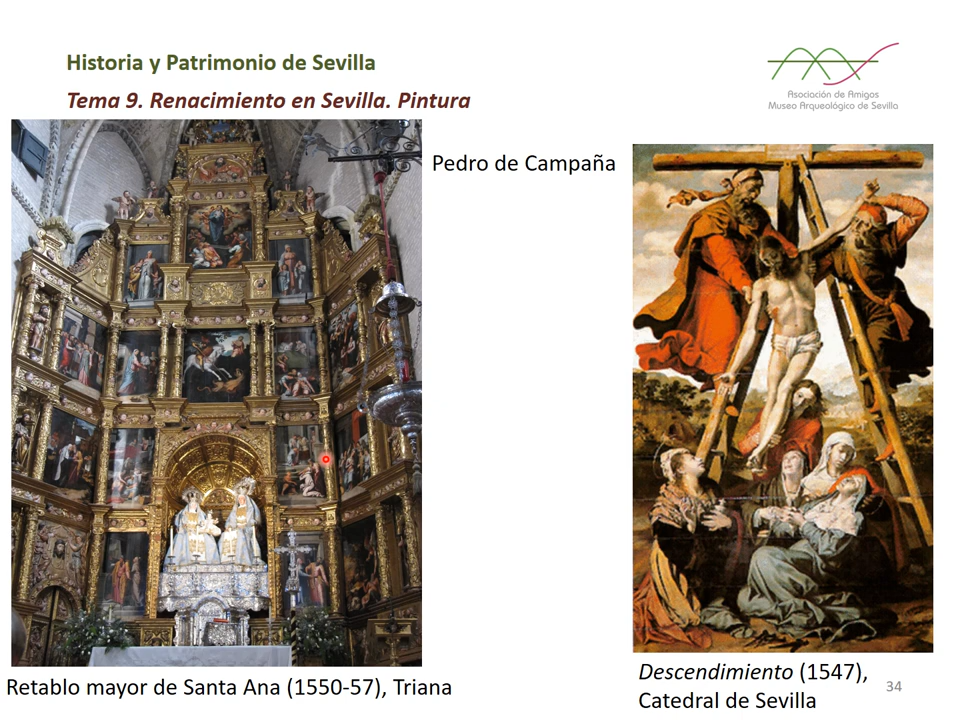 Historia y Patrimonio de Sevilla
Tema 9. Renacimiento en Sevilla. Pintura
Asociación de Amigos
Museo Arqueológico de Sevilla
Pedro de Campaña
Retablo mayor de Santa Ana (1550-57), Triana
Descendimiento (1547),
Catedral de Sevilla
34